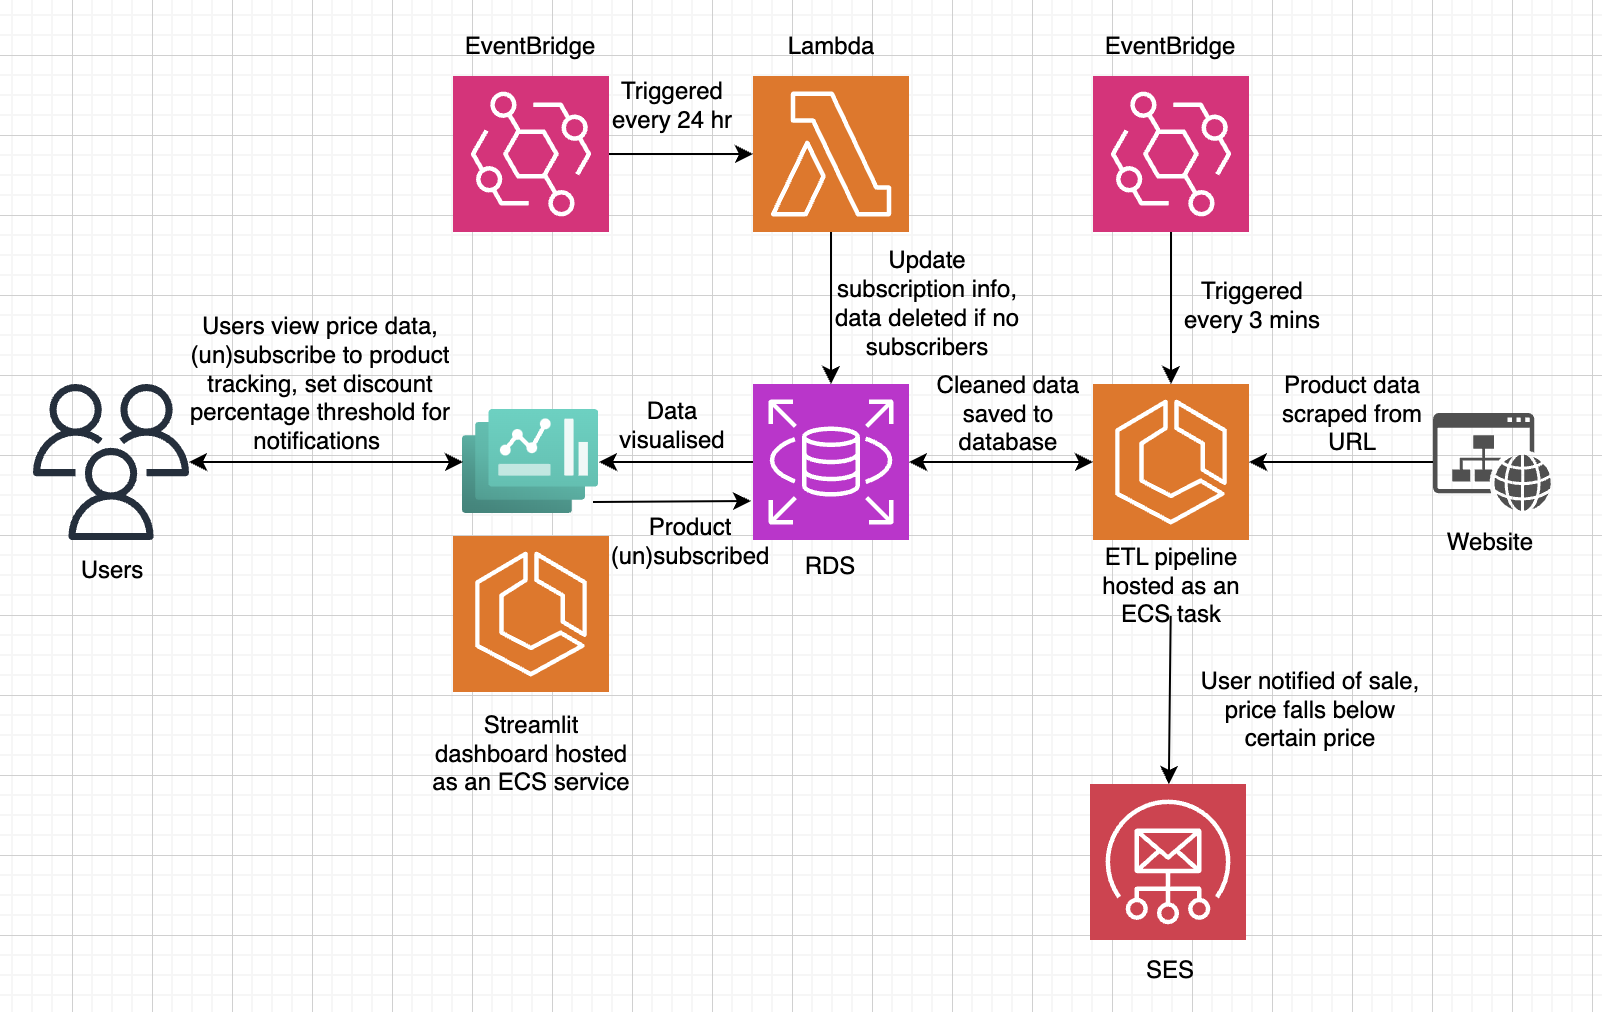 EventBridge
Lambda
EventBridge
Triggered
every 24 hr
Update
subscription info,
data deleted if no
subscribers
Triggered
every 3 mins
Users view price data,
(un)subscribe to product
tracking, set discount
percentage threshold for
notifications
Data
visualised
Cleaned data
saved to
database
Product data
scraped from
URL
Product
(un)subscribed
Users
RDS
ETL pipeline
hosted as an
ECS task
Website
Streamlit
dashboard hosted
as an ECS service
User notified of sale,
price falls below
certain price
SES